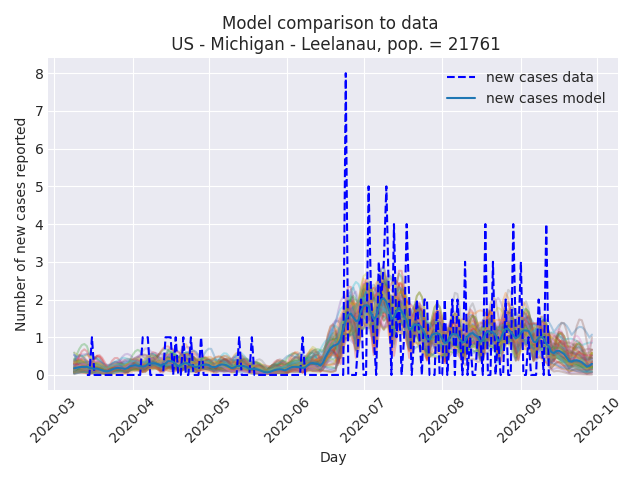 Model comparison to data
US - Michigan - Leelanau, pop. = 21761
new cases data
new cases model
Number of new cases reported
8
7
6
5
4
3
2
1
0
2020-03
2020-04
2020-05
2020-06
2020-07
2020-08
2020-09
2020-10
Day